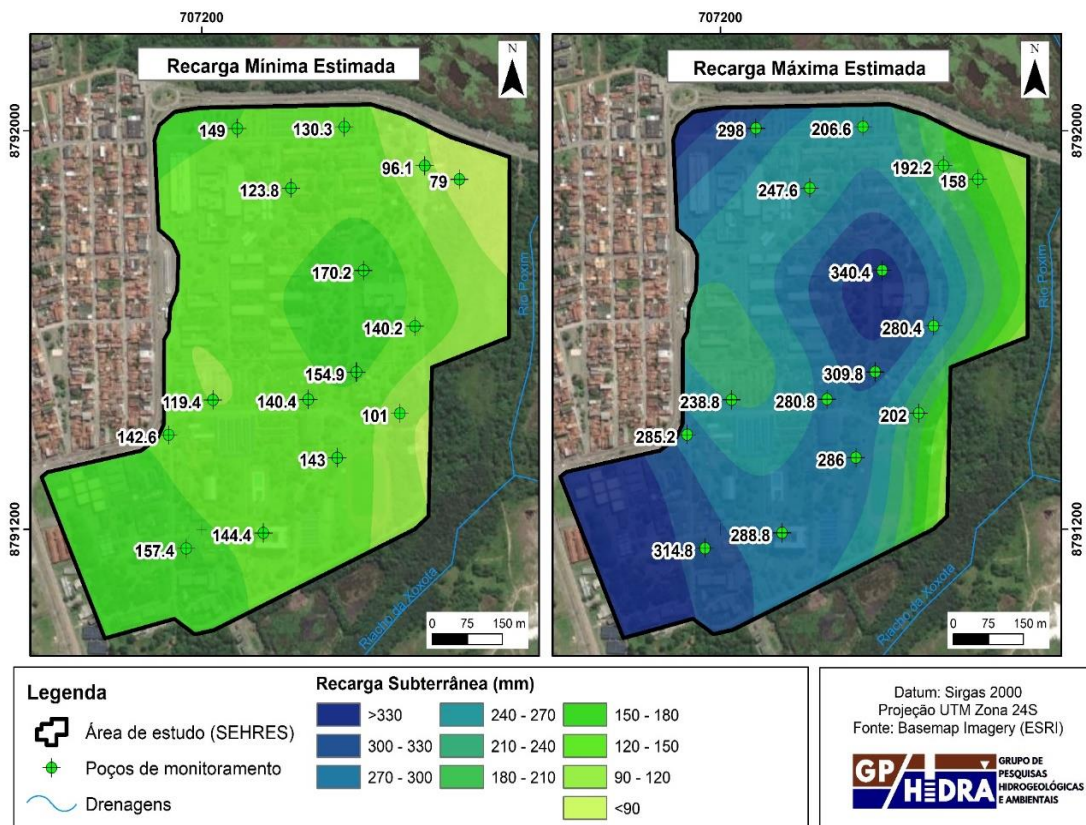 707200
707200
Recarga Mínima Estimada
N
Recarga Máxima Estimada
N
8792000
8792000
8791200
8791200
149
130.3
96.1
79
123.8
170.2
140.2
154.9
119.4
140.4
101
142.6
143
144.4
157.4
Rio Poxim
Riacho da Xoxota
0 75 150 m
298
206.6
192.2
158
247.6
340.4
280.4
309.8
238.8
280.8
202
285.2
286
288.8
314.8
Rio Poxim
Riacho da Xoxota
0 75 150 m
Legenda
Área de estudo (SEHRES)
Poços de monitoramento
Drenagens
Recarga Subterrânea (mm)
>330
300 - 330
270 - 300
240 - 270
210 - 240
180 - 210
150 - 180
120 - 150
90 - 120
<90
Datum: Sirgas 2000
Projeção UTM Zona 24S
Fonte: Basemap Imagery (ESRI)
GP/HIDRA
GRUPO DE
PESQUISAS
HIDROGEOLÓGICAS
E AMBIENTAIS